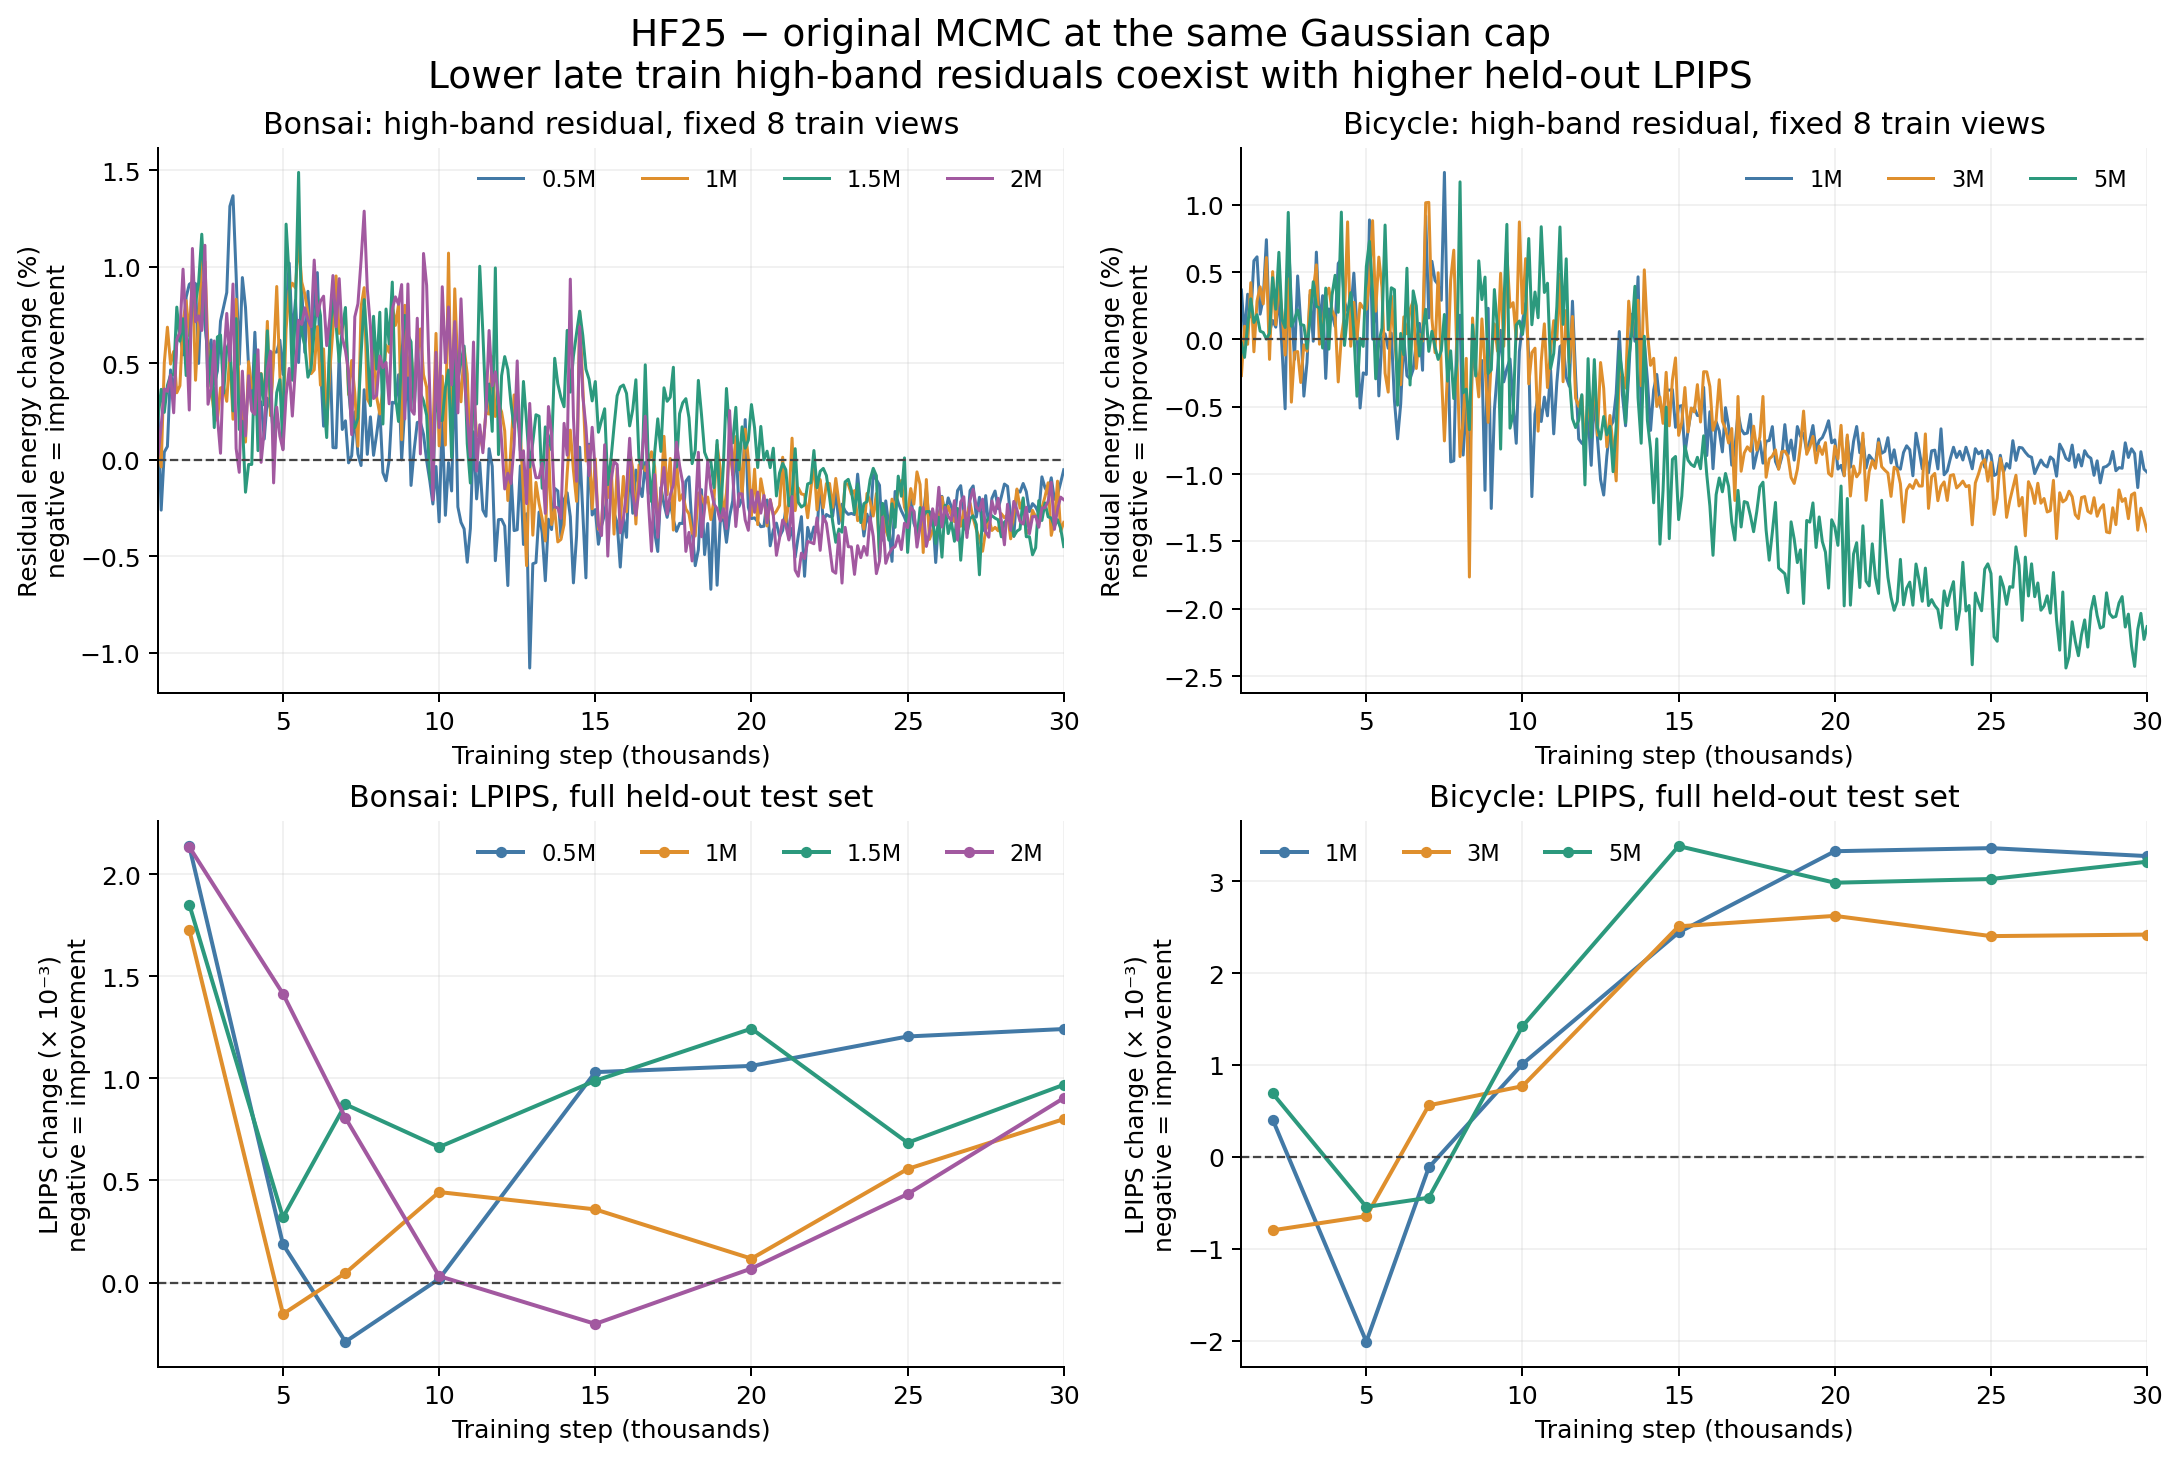 HF25 − original MCMC at the same Gaussian cap
Lower late train high-band residuals coexist with higher held-out LPIPS
Bonsai: high-band residual, fixed 8 train views
0.5M 1M 1.5M 2M
Residual energy change (%)
negative = improvement
1.5
1.0
0.5
0.0
−0.5
−1.0
5 10 15 20 25 30
Training step (thousands)
Bicycle: high-band residual, fixed 8 train views
1M 3M 5M
Residual energy change (%)
negative = improvement
1.0
0.5
0.0
−0.5
−1.0
−1.5
−2.0
−2.5
5 10 15 20 25 30
Training step (thousands)
Bonsai: LPIPS, full held-out test set
0.5M 1M 1.5M 2M
LPIPS change (× 10⁻³)
negative = improvement
2.0
1.5
1.0
0.5
0.0
5 10 15 20 25 30
Training step (thousands)
Bicycle: LPIPS, full held-out test set
1M 3M 5M
LPIPS change (× 10⁻³)
negative = improvement
3
2
1
0
−1
−2
5 10 15 20 25 30
Training step (thousands)